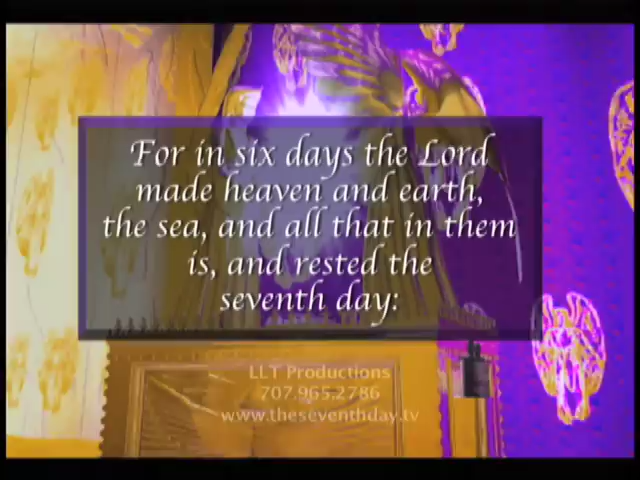 For in six days the Lord
made heaven and earth,
the sea, and all that in them
is, and rested the
seventh day:
LLT Productions
707.965.2786
www.theseventhday.tv